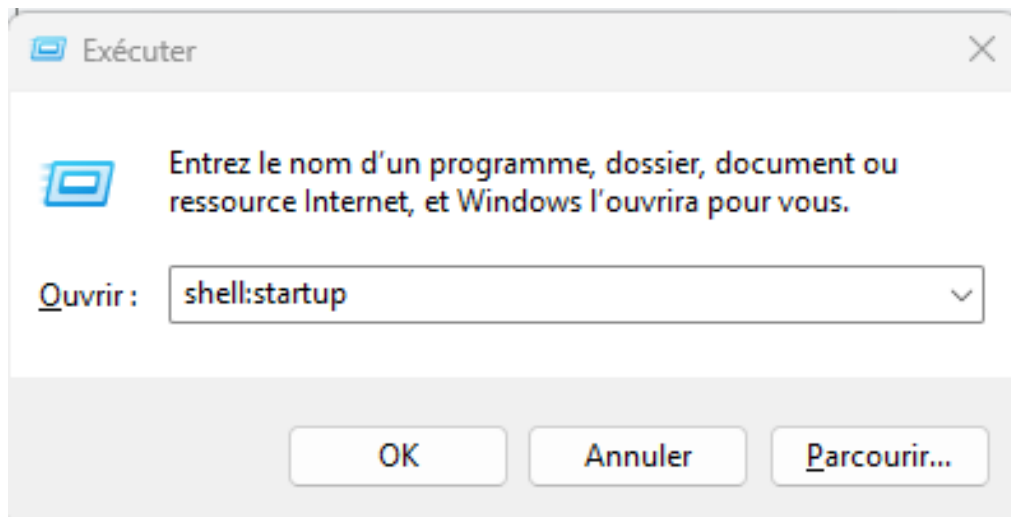 Exécuter
Entrez le nom d'un programme, dossier, document ou
ressource Internet, et Windows l'ouvrira pour vous.
Ouvrir : shell:startup
OK Annuler Parcourir...